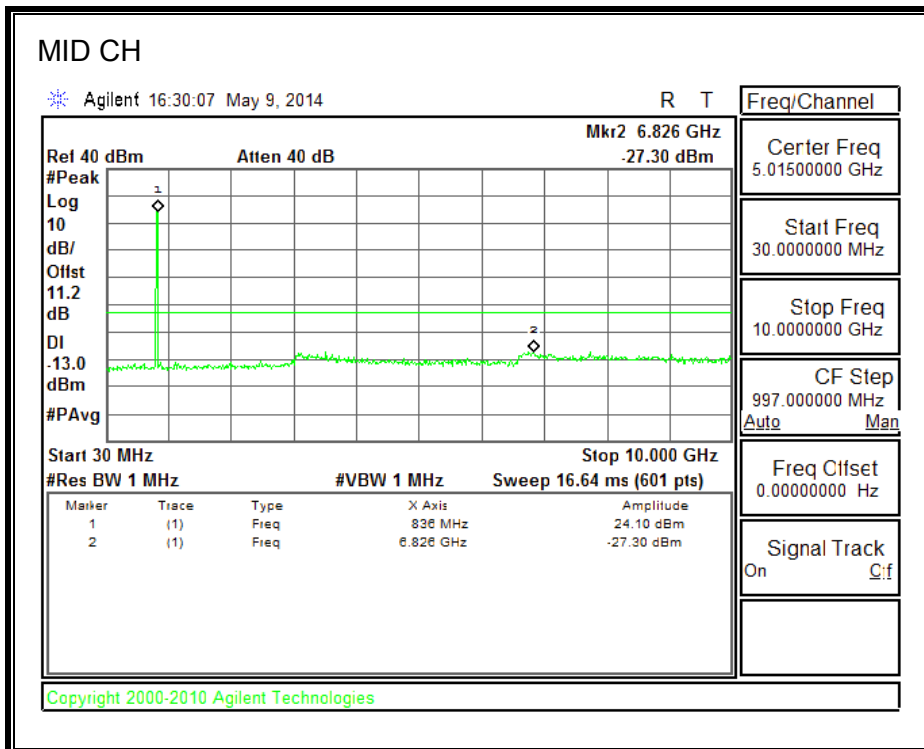 MID CH
Agilent 16:30:07 May 9, 2014 R T
Mkr2 6.826 GHz
Ref 40 dBm Atten 40 dB -27.30 dBm
#Peak
Log
10
dB/
Offst
11.2
dB
DI
-13.0
dBm
#PAvg
1
2
Start 30 MHz Stop 10.000 GHz
#Res BW 1 MHz #VBW 1 MHz Sweep 16.64 ms (601 pts)
Marker Trace Type X Axis Amplitude
1 (1) Freq 836 MHz 24.10 dBm
2 (1) Freq 6.826 GHz -27.30 dBm
Freq/Channel
Center Freq
5.01500000 GHz
Start Freq
30.0000000 MHz
Stop Freq
10.0000000 GHz
CF Step
997.000000 MHz
Auto Man
Freq Offset
0.00000000 Hz
Signal Track
On Off
Copyright 2000-2010 Agilent Technologies